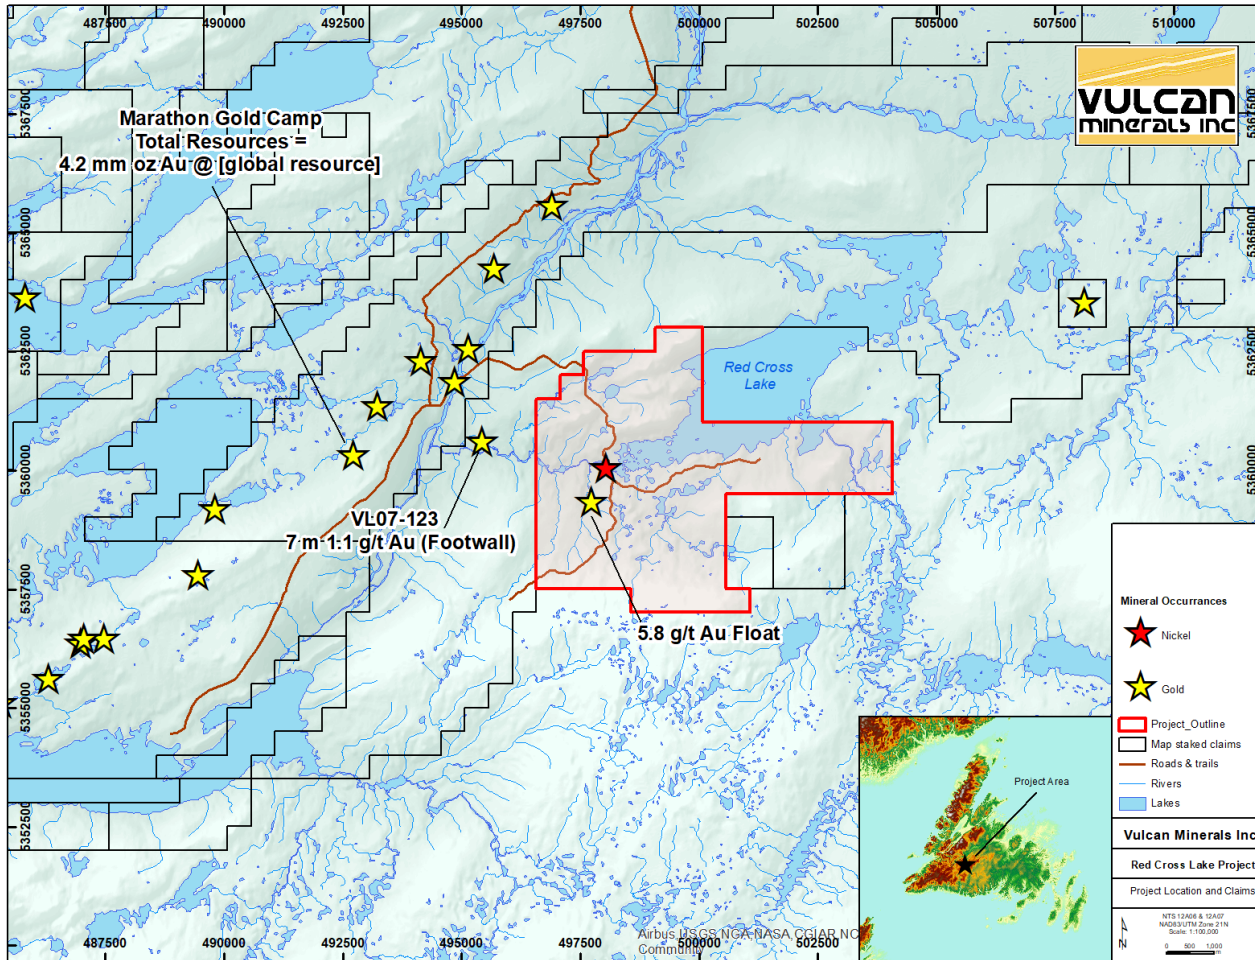 487500 490000 492500 495000 497500 500000 502500 505000 507500 510000
VULCAN
minerals inc
Marathon Gold Camp
Total Resources =
4.2 mm oz Au @ [global resource]
5367500
5367500
5365000
5365000
5362500
5362500
Red Cross
Lake
5360000
5360000
VL07-123
7 m 1.1 g/t Au (Footwall)
5357500
5.8 g/t Au Float
5355000
5352500
Mineral Occurrances
Nickel
Gold
Project_Outline
Map staked claims
Roads & trails
Rivers
Lakes
Project Area
Vulcan Minerals Inc
Red Cross Lake Project
Project Location and Claims
NTS 12A06 & 12A07
NAD83/UTM Zone 21N
Scale: 1:100,000
N
0 500 1,000
Airbus,USGS,NGA,NASA,CGIAR,NC
Community
487500 490000 492500 495000 497500 500000 502500